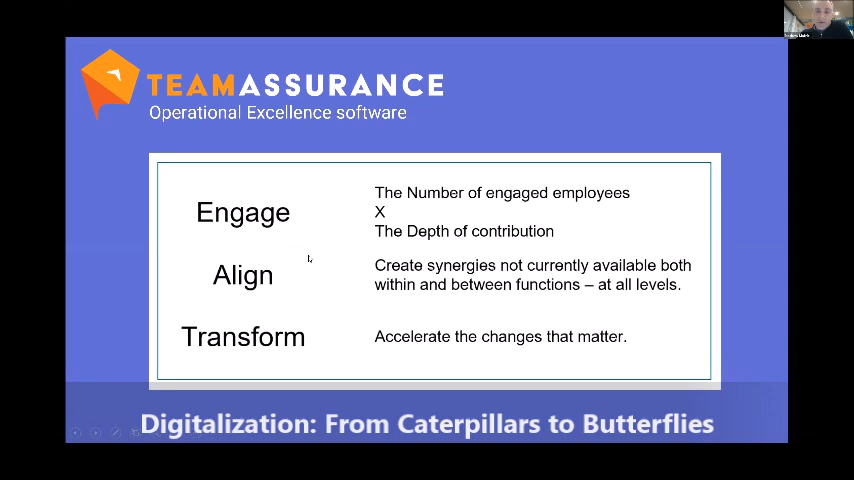 TEAMASSURANCE
Operational Excellence software
Engage
The Number of engaged employees
X
The Depth of contribution
Align
Create synergies not currently available both
within and between functions – at all levels.
Transform
Accelerate the changes that matter.
Digitalization: From Caterpillars to Butterflies